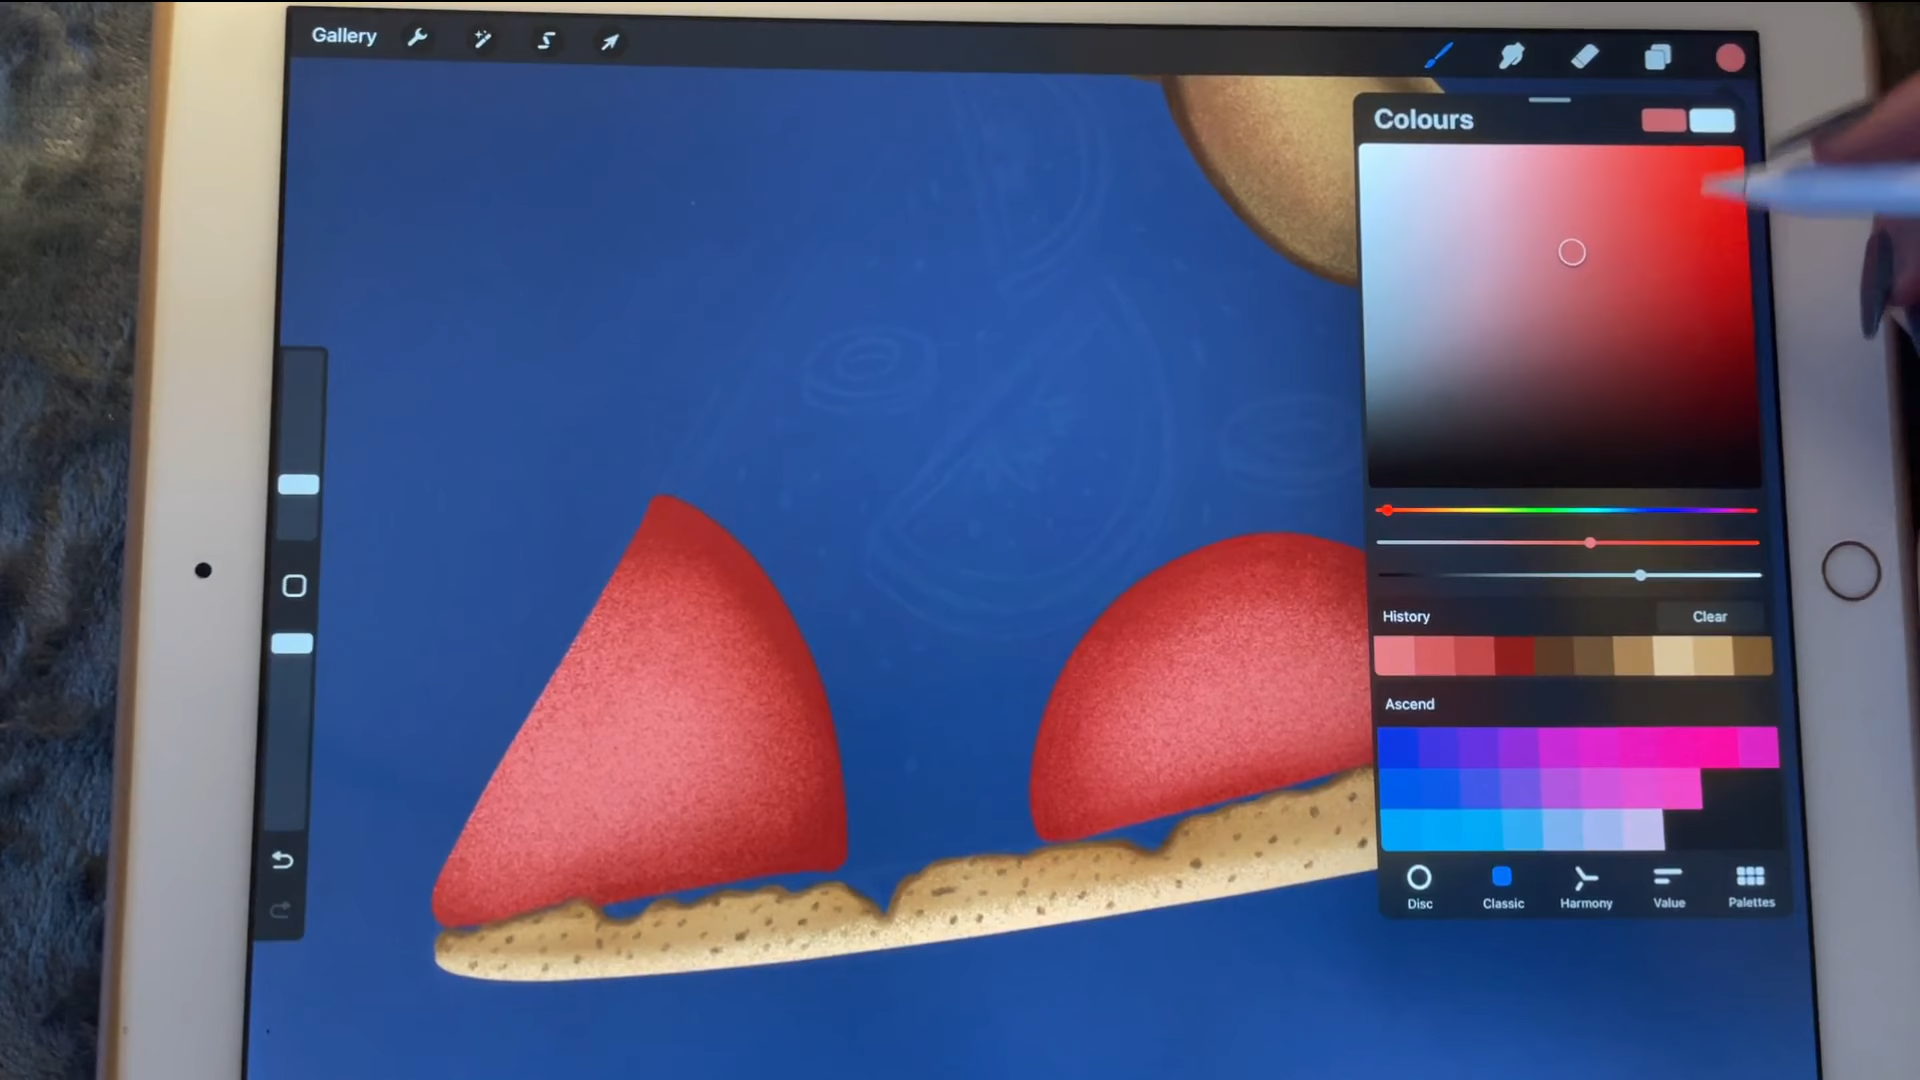 Gallery
Colours
History
Clear
Ascend
Disc
Classic
Harmony
Value
Palettes